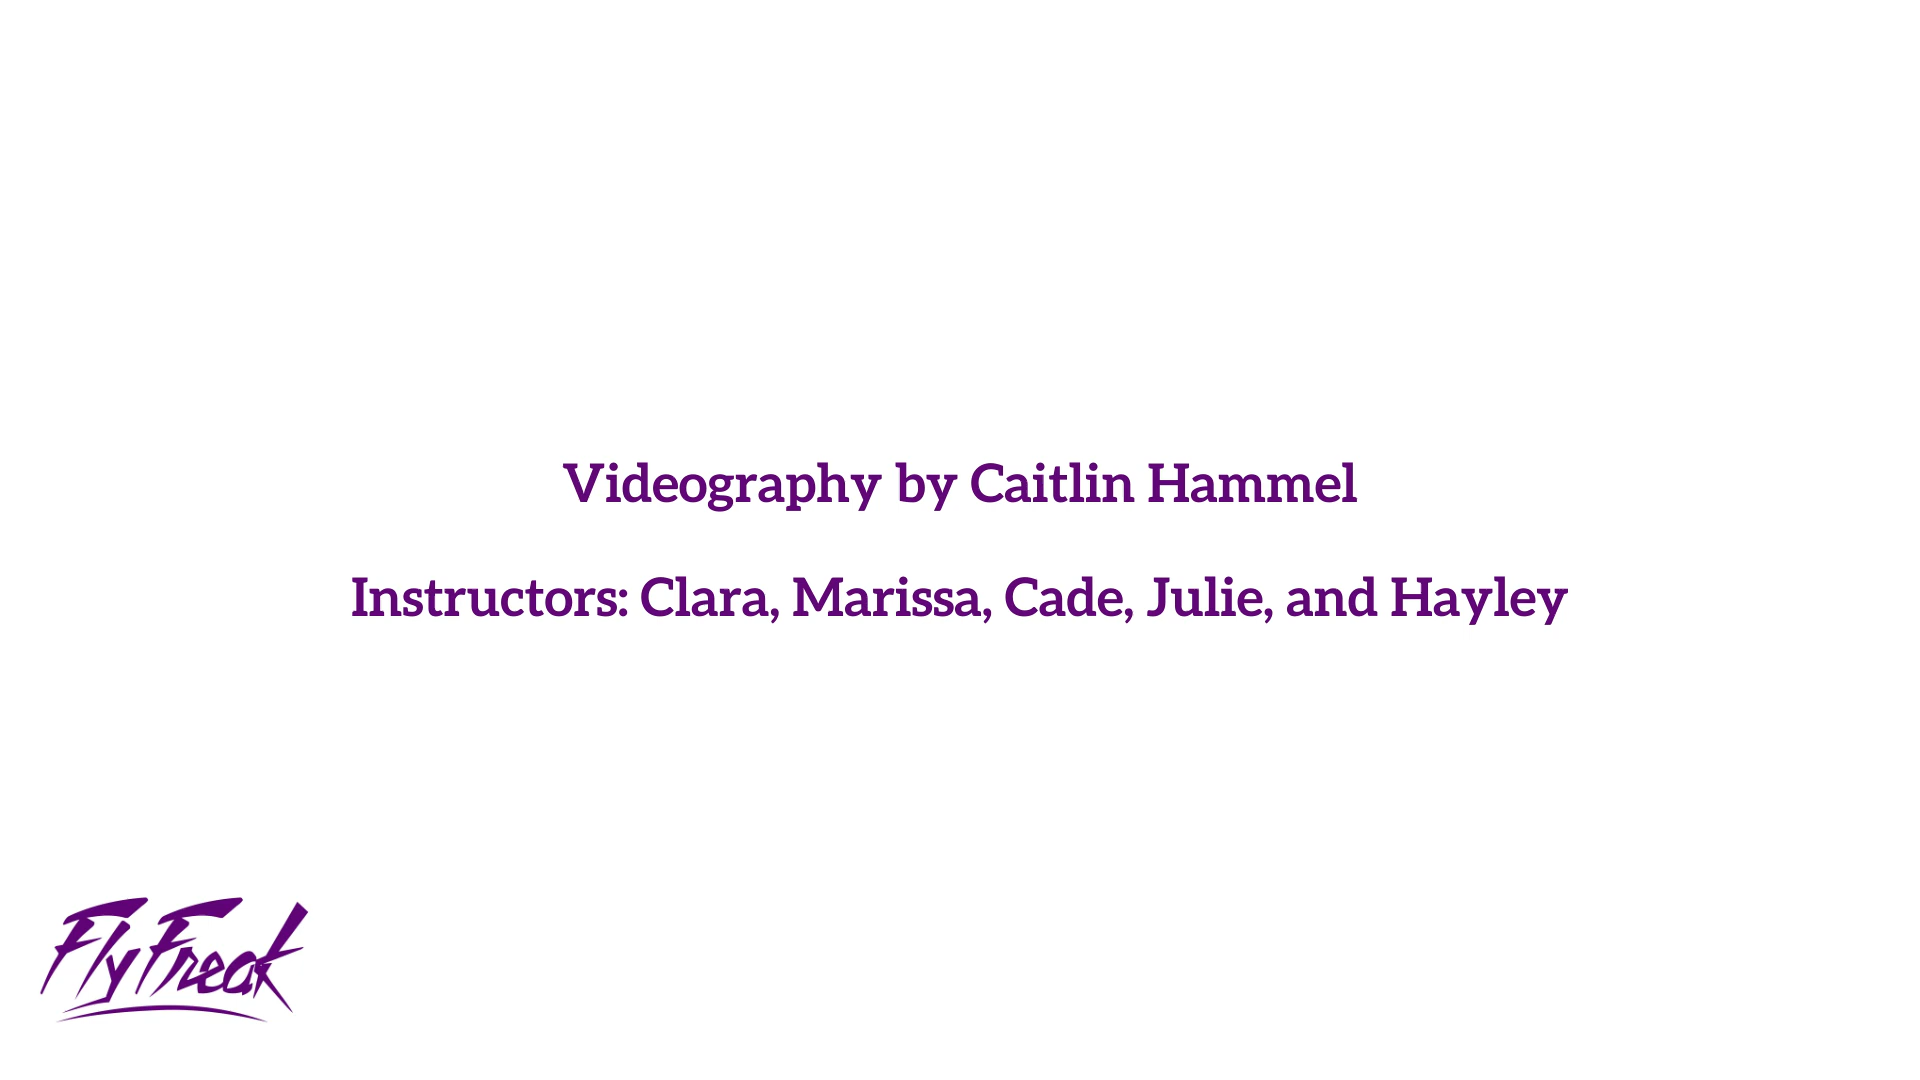 Videography by Caitlin Hammel
Instructors: Clara, Marissa, Cade, Julie, and Hayley
FlyFreak